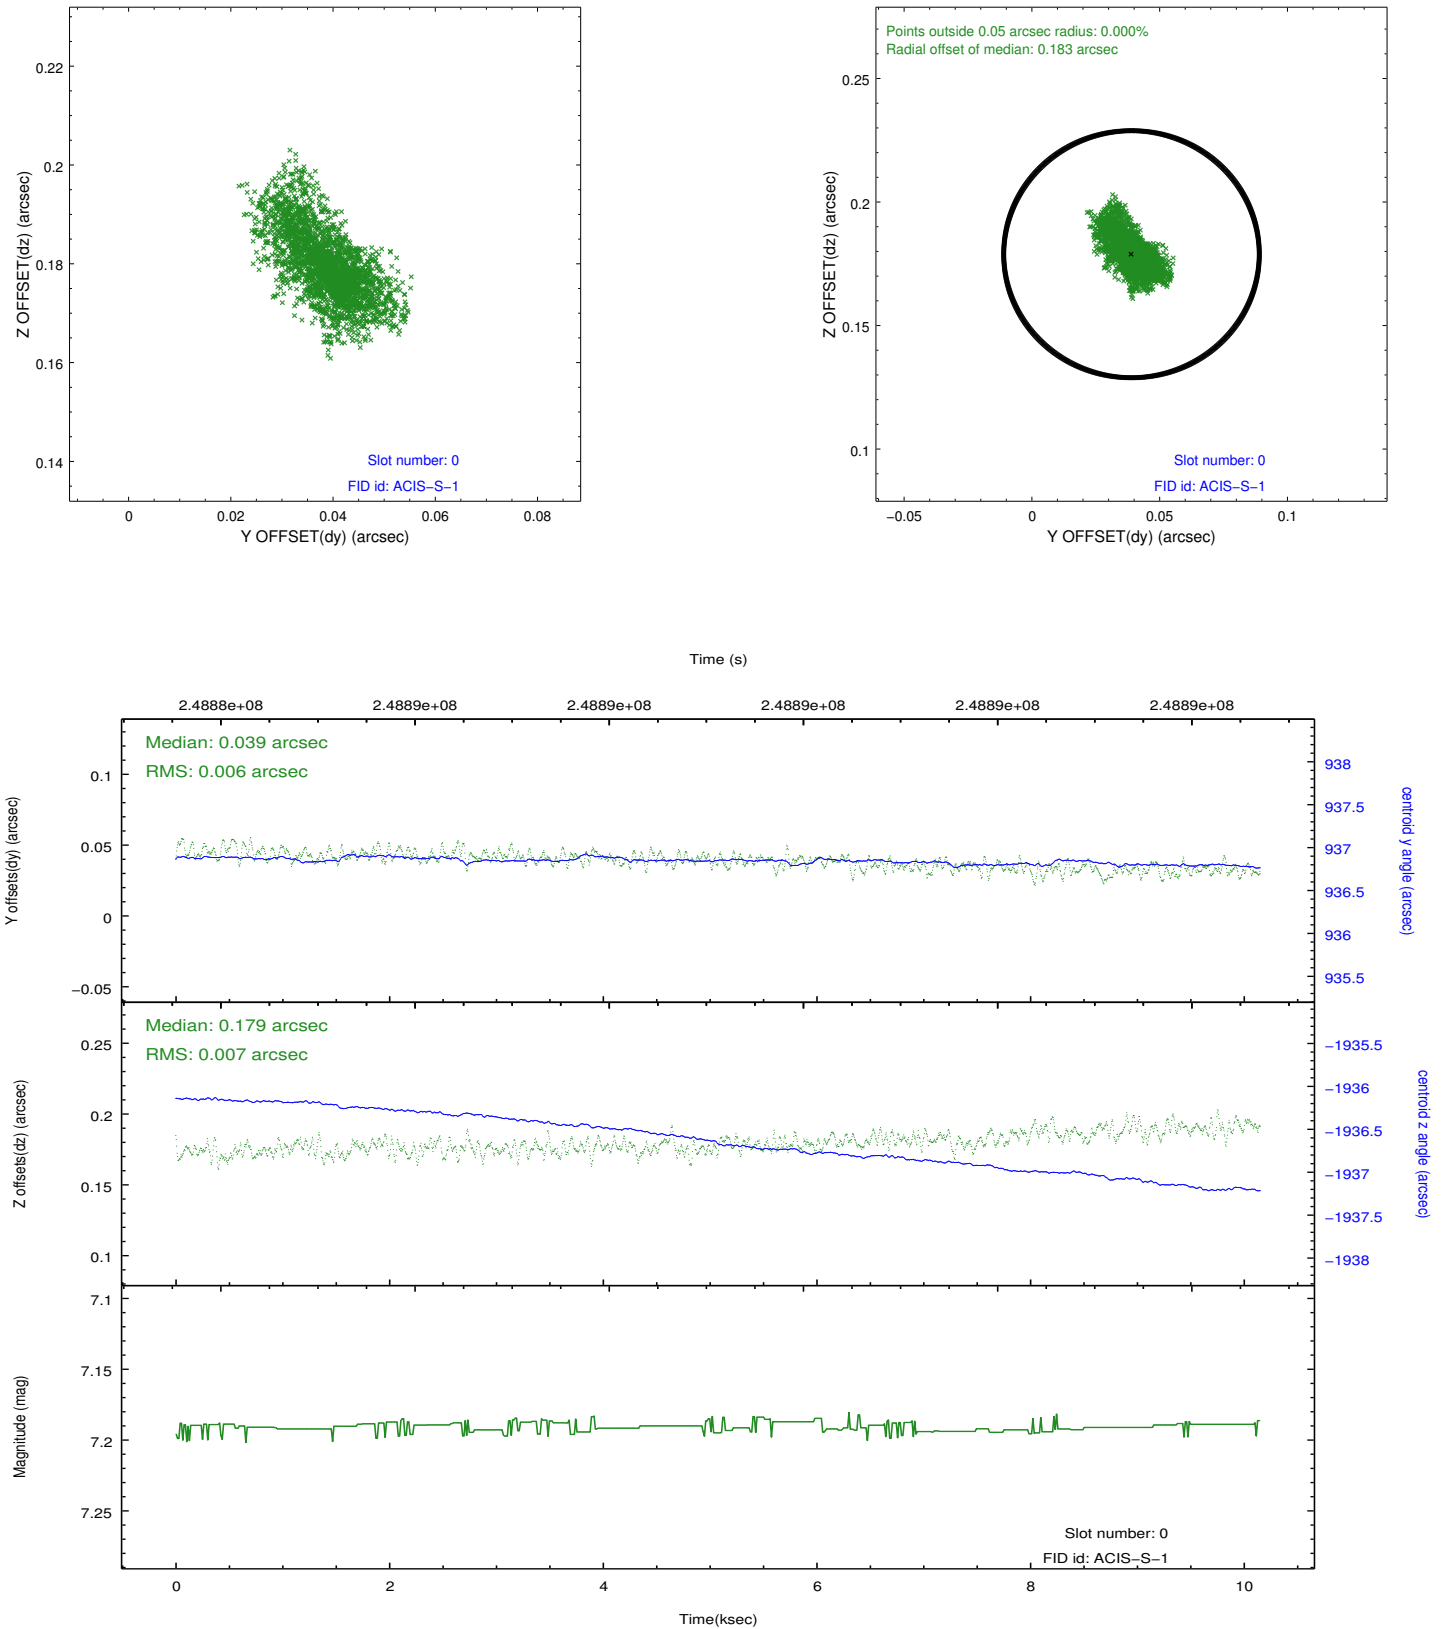 0.22
0.2
0.18
0.16
0.14
Z OFFSET(dz) (arcsec)
Slot number: 0
FID id: ACIS−S−1
0
0.02
0.04
0.06
0.08
Y OFFSET(dy) (arcsec)
Points outside 0.05 arcsec radius: 0.000%
Radial offset of median: 0.183 arcsec
0.25
0.2
0.15
0.1
Z OFFSET(dz) (arcsec)
Slot number: 0
FID id: ACIS−S−1
−0.05
0
0.05
0.1
Y OFFSET(dy) (arcsec)
Time (s)
2.4888e+08
2.4889e+08
2.4889e+08
2.4889e+08
2.4889e+08
2.4889e+08
Median: 0.039 arcsec
RMS: 0.006 arcsec
0.1
0.05
0
−0.05
Y offsets(dy) (arcsec)
938
937.5
937
936.5
936
935.5
centroid y angle (arcsec)
Median: 0.179 arcsec
RMS: 0.007 arcsec
0.25
0.2
0.15
0.1
Z offsets(dz) (arcsec)
−1935.5
−1936
−1936.5
−1937
−1937.5
−1938
centroid z angle (arcsec)
7.1
7.15
7.2
7.25
Magnitude (mag)
Slot number: 0
FID id: ACIS−S−1
0
2
4
6
8
10
Time(ksec)